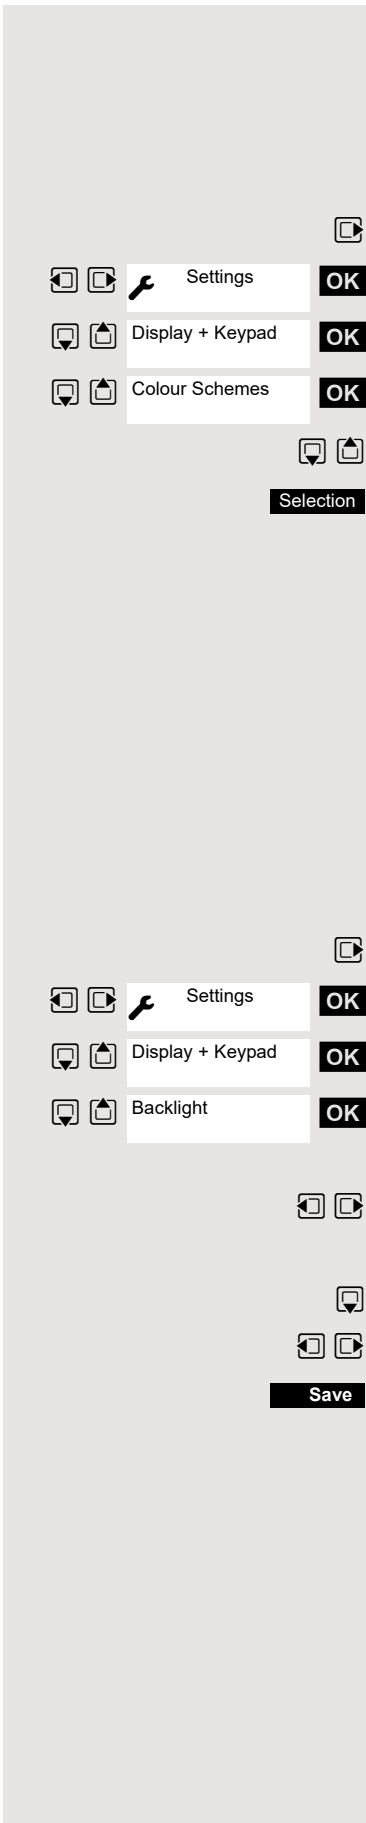 Settings OK
Display + Keypad OK
Colour Schemes OK
Selection
Settings OK
Display + Keypad OK
Backlight OK
Save